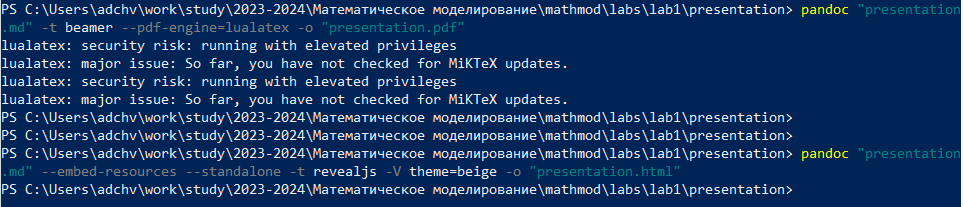 PS C:\Users\adchv\work\study\2023-2024\Математическое моделирование\mathmod\labs\lab1\presentation> pandoc "presentation
.md" -t beamer --pdf-engine=lualatex -o "presentation.pdf"
lualatex: security risk: running with elevated privileges
lualatex: major issue: So far, you have not checked for MiKTeX updates.
lualatex: security risk: running with elevated privileges
lualatex: major issue: So far, you have not checked for MiKTeX updates.
PS C:\Users\adchv\work\study\2023-2024\Математическое моделирование\mathmod\labs\lab1\presentation>
PS C:\Users\adchv\work\study\2023-2024\Математическое моделирование\mathmod\labs\lab1\presentation>
PS C:\Users\adchv\work\study\2023-2024\Математическое моделирование\mathmod\labs\lab1\presentation> pandoc "presentation
.md" --embed-resources --standalone -t revealjs -V theme=beige -o "presentation.html"
PS C:\Users\adchv\work\study\2023-2024\Математическое моделирование\mathmod\labs\lab1\presentation>